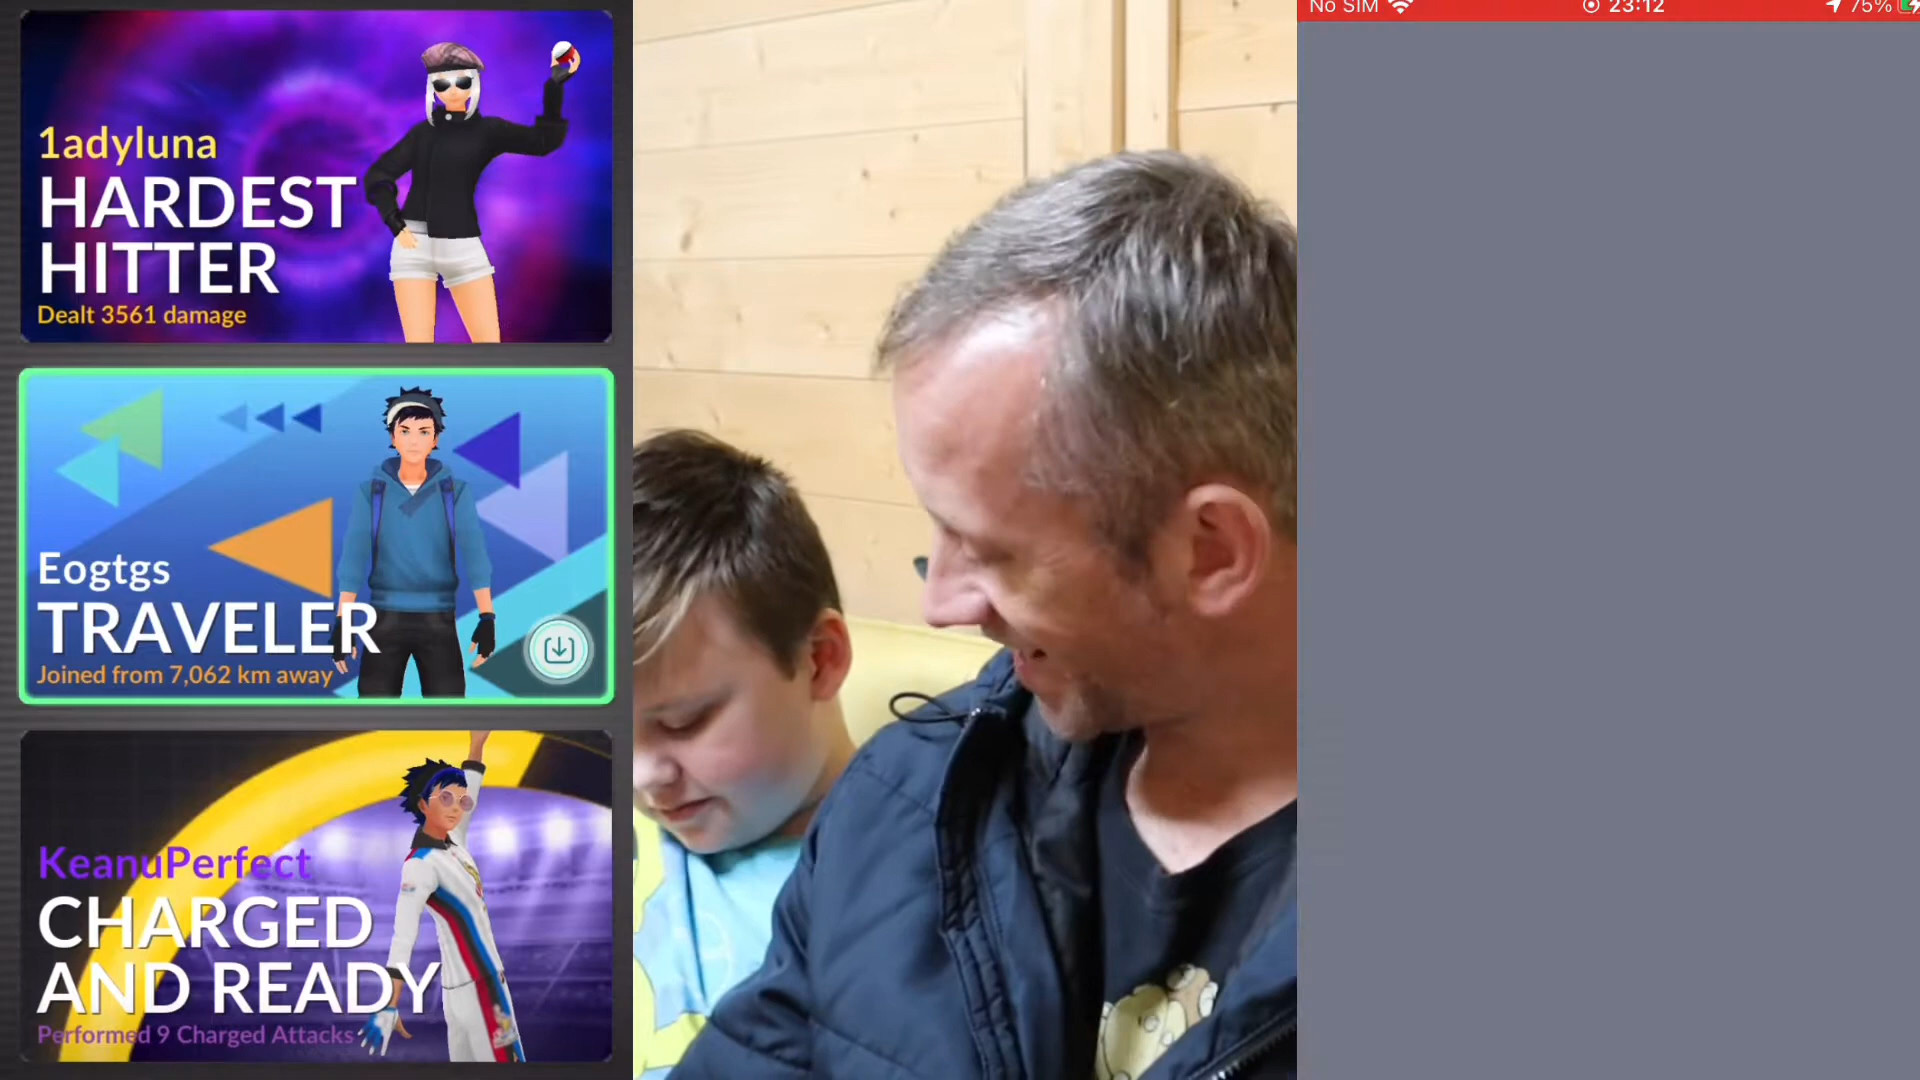 1adyluna
HARDEST
HITTER
Dealt 3561 damage
Eogtgs
TRAVELER
Joined from 7,062 km away
KeanuPerfect
CHARGED
AND READY
Performed 9 Charged Attacks
No SIM
23:12
75%